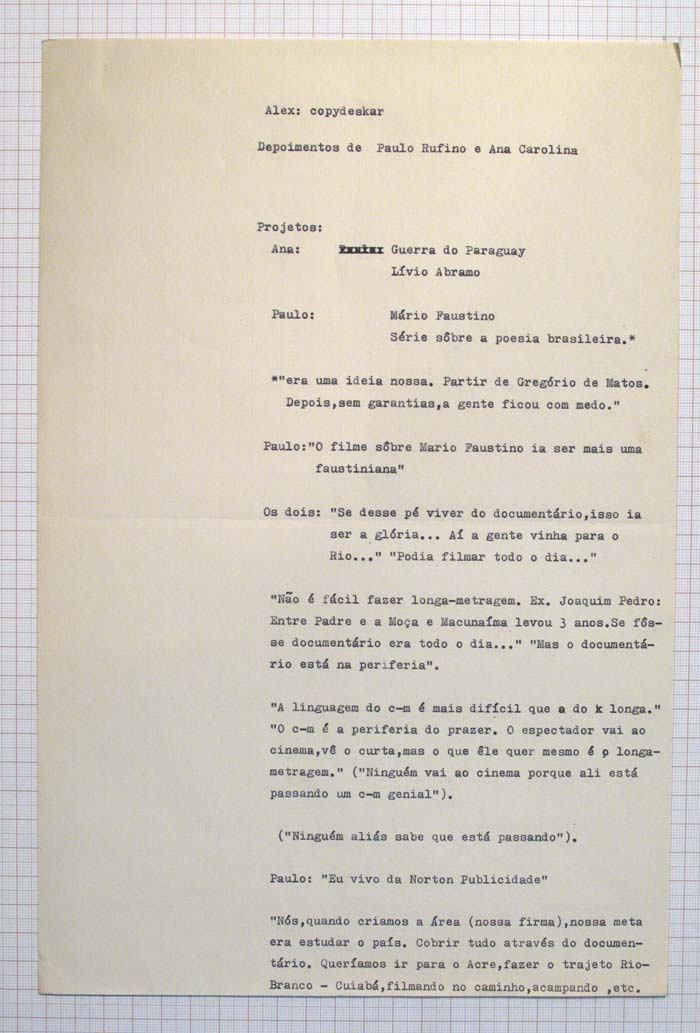 Alex: copydeskar
Depoimentos de Paulo Rufino e Ana Carolina
Projetos:
Ana: Guerra do Paraguay
Lívio Abramo
Paulo: Mário Faustino
Série sôbre a poesia brasileira.*
*"era uma ideia nossa. Partir de Gregório de Matos.
Depois,sem garantias,a gente ficou com medo."
Paulo:"O filme sôbre Mario Faustino ia ser mais uma
faustiniana"
Os dois: "Se desse pé viver do documentário,isso ia
ser a glória... Aí a gente vinha para o
Rio..." "Podia filmar todo o dia..."
"Não é fácil fazer longa-metragem. Ex. Joaquim Pedro:
Entre Padre e a Moça e Macunaíma levou 3 anos.Se fôs-
se documentário era todo o dia..." "Mas o documentá-
rio está na periferia".
"A linguagem do c-m é mais difícil que a do k longa."
"O c-m é a periferia do prazer. O espectador vai ao
cinema,vê o curta,mas o que êle quer mesmo é o longa-
metragem." ("Ninguém vai ao cinema porque ali está
passando um c-m genial").
("Ninguém aliás sabe que está passando").
Paulo: "Eu vivo da Norton Publicidade"
"Nós,quando criamos a Área (nossa firma),nossa meta
era estudar o país. Cobrir tudo através do documen-
tário. Queríamos ir para o Acre,fazer o trajeto Rio-
Branco - Cuiabá,filmando no caminho,acampando ,etc.